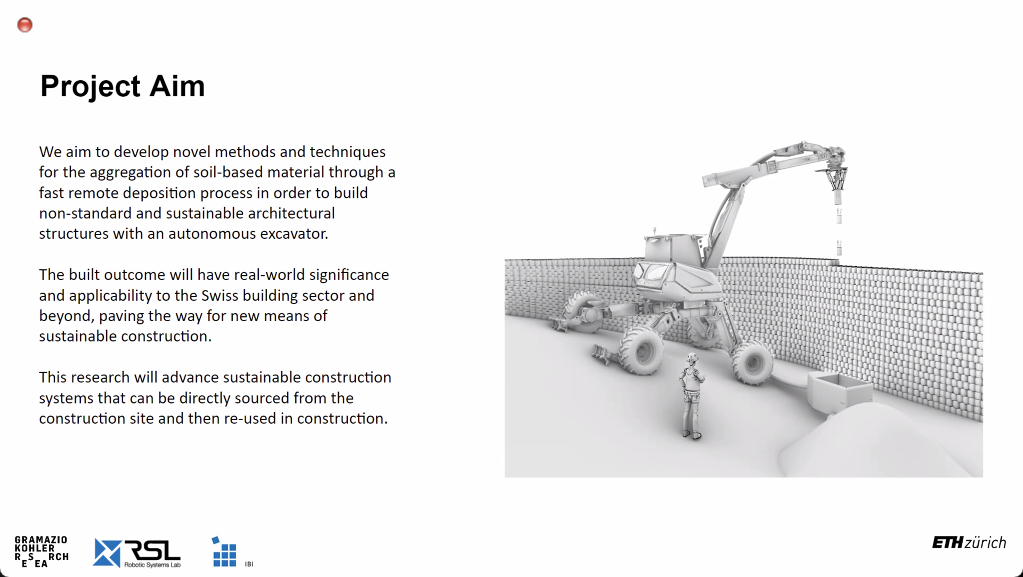 Project Aim
We aim to develop novel methods and techniques
for the aggregation of soil-based material through a
fast remote deposition process in order to build
non-standard and sustainable architectural
structures with an autonomous excavator.
The built outcome will have real-world significance
and applicability to the Swiss building sector and
beyond, paving the way for new means of
sustainable construction.
This research will advance sustainable construction
systems that can be directly sourced from the
construction site and then re-used in construction.
GRAMAZIO
KOHLER
RESEARCH
RSL
Robotic Systems Lab
IBI
ETH zürich